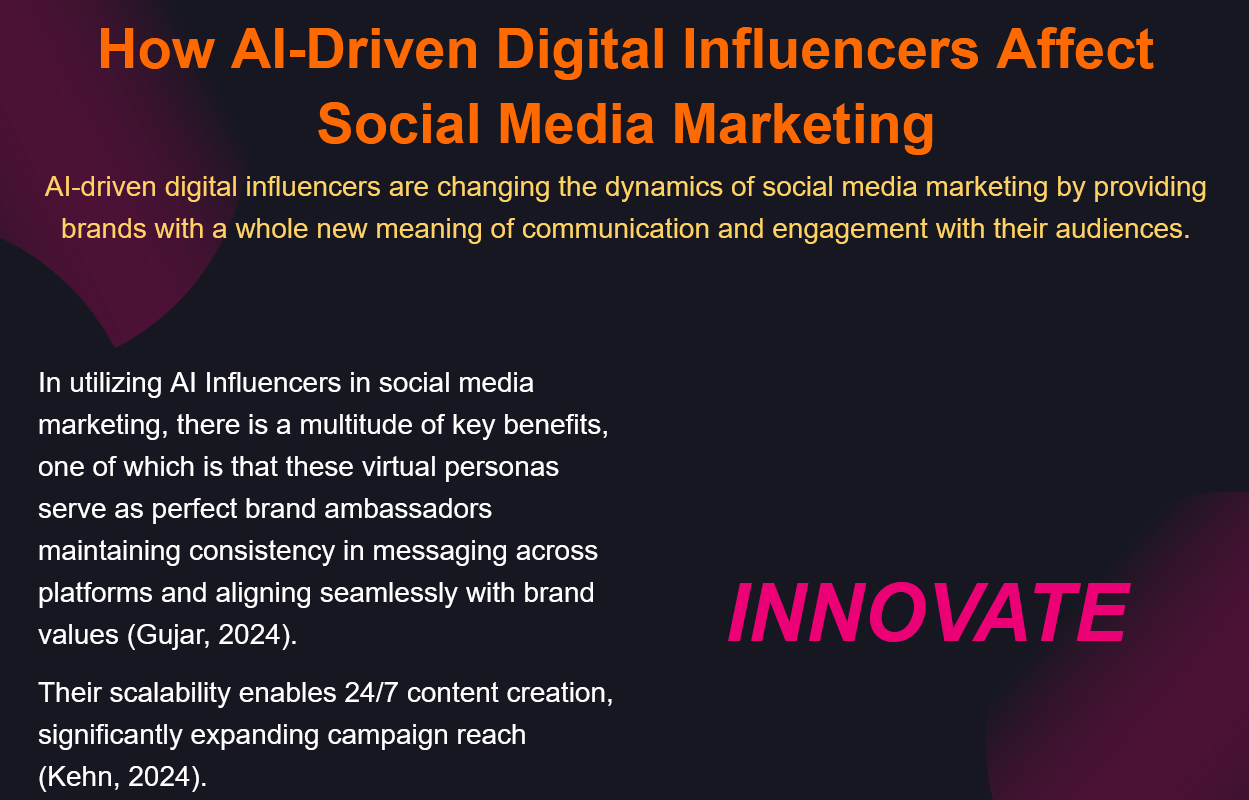 How AI-Driven Digital Influencers Affect
Social Media Marketing
AI-driven digital influencers are changing the dynamics of social media marketing by providing
brands with a whole new meaning of communication and engagement with their audiences.
In utilizing AI Influencers in social media
marketing, there is a multitude of key benefits,
one of which is that these virtual personas
serve as perfect brand ambassadors
maintaining consistency in messaging across
platforms and aligning seamlessly with brand
values (Gujar, 2024).
Their scalability enables 24/7 content creation,
significantly expanding campaign reach
(Kehn, 2024).
INNOVATE